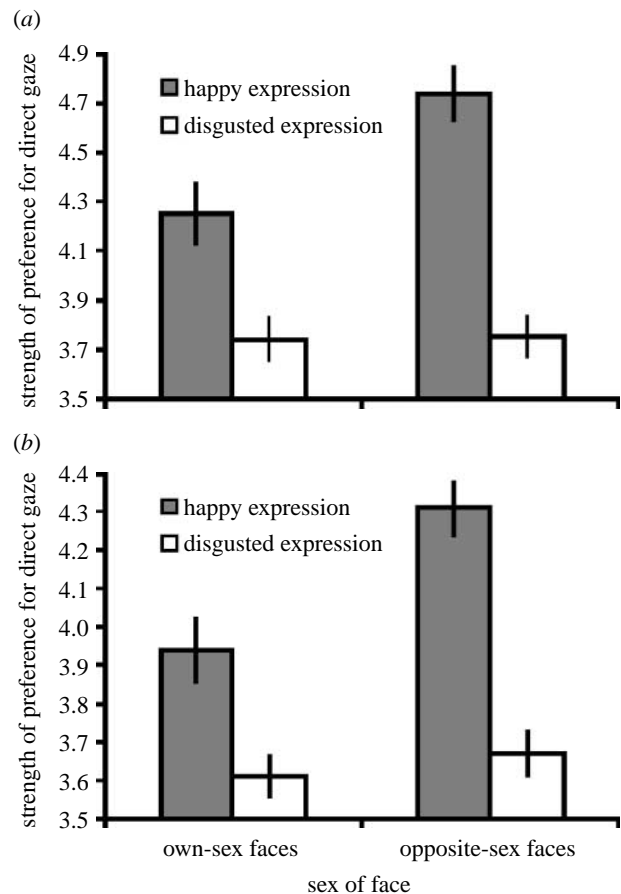 (a)
strength of preference for direct gaze
4.9
4.7
4.5
4.3
4.1
3.9
3.7
3.5
happy expression
disgusted expression
(b)
strength of preference for direct gaze
4.4
4.3
4.2
4.1
4.0
3.9
3.8
3.7
3.6
3.5
happy expression
disgusted expression
own-sex faces
opposite-sex faces
sex of face